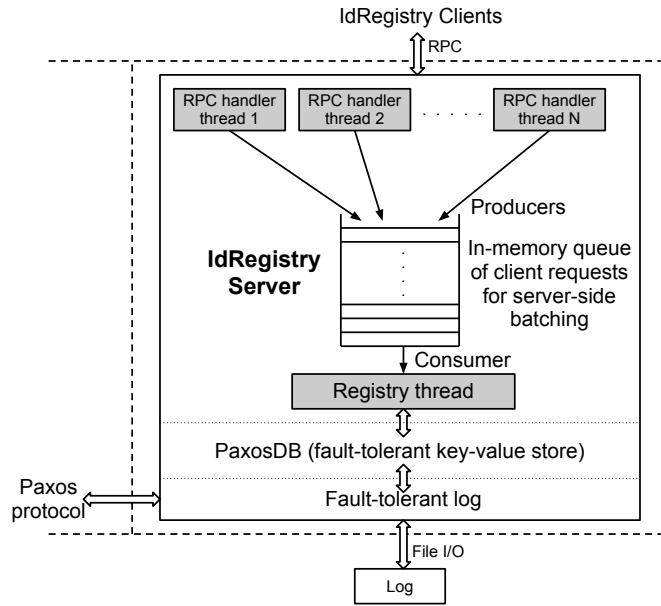 IdRegistry Clients
RPC
RPC handler
thread 1
RPC handler
thread 2
. . . . .
RPC handler
thread N
Producers
IdRegistry
Server
In-memory queue
of client requests
for server-side
batching
Consumer
Registry thread
PaxosDB (fault-tolerant key-value store)
Paxos
protocol
Fault-tolerant log
File I/O
Log